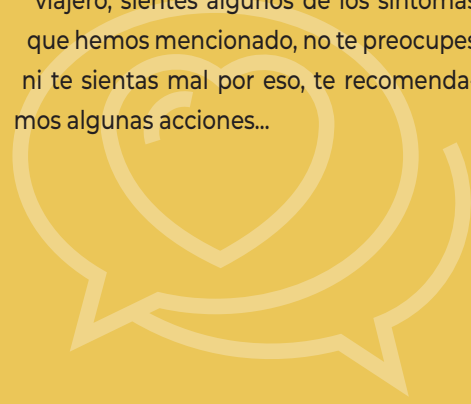 viajero, sientes algunos de los síntomas
que hemos mencionado, no te preocupes
ni te sientas mal por eso, te recomenda-
mos algunas acciones...